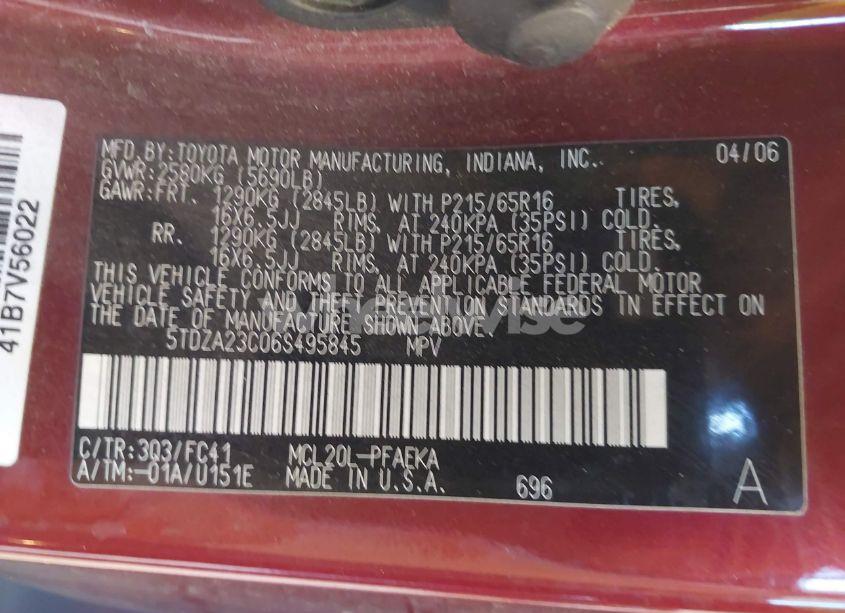 MFD.BY:TOYOTA MOTOR MANUFACTURING, INDIANA, INC. 04/06
GVWR:2580KG (5690LB)
GAWR:FRT. 1290KG (2845LB) WITH P215/65R16 TIRES,
16X6.5JJ RIMS, AT 240KPA (35PSI) COLD.
RR. 1290KG (2845LB) WITH P215/65R16 TIRES,
16X6.5JJ RIMS, AT 240KPA (35PSI) COLD.
THIS VEHICLE CONFORMS TO ALL APPLICABLE FEDERAL MOTOR
VEHICLE SAFETY AND THEFT PREVENTION STANDARDS IN EFFECT ON
THE DATE OF MANUFACTURE SHOWN ABOVE.
5TDZA23C06S495845 MPV
C/TR:3Q3/FC41 MCL20L-PFAEKA
A/TM:-01A/U151E MADE IN U.S.A. 696 A
41B7V56022